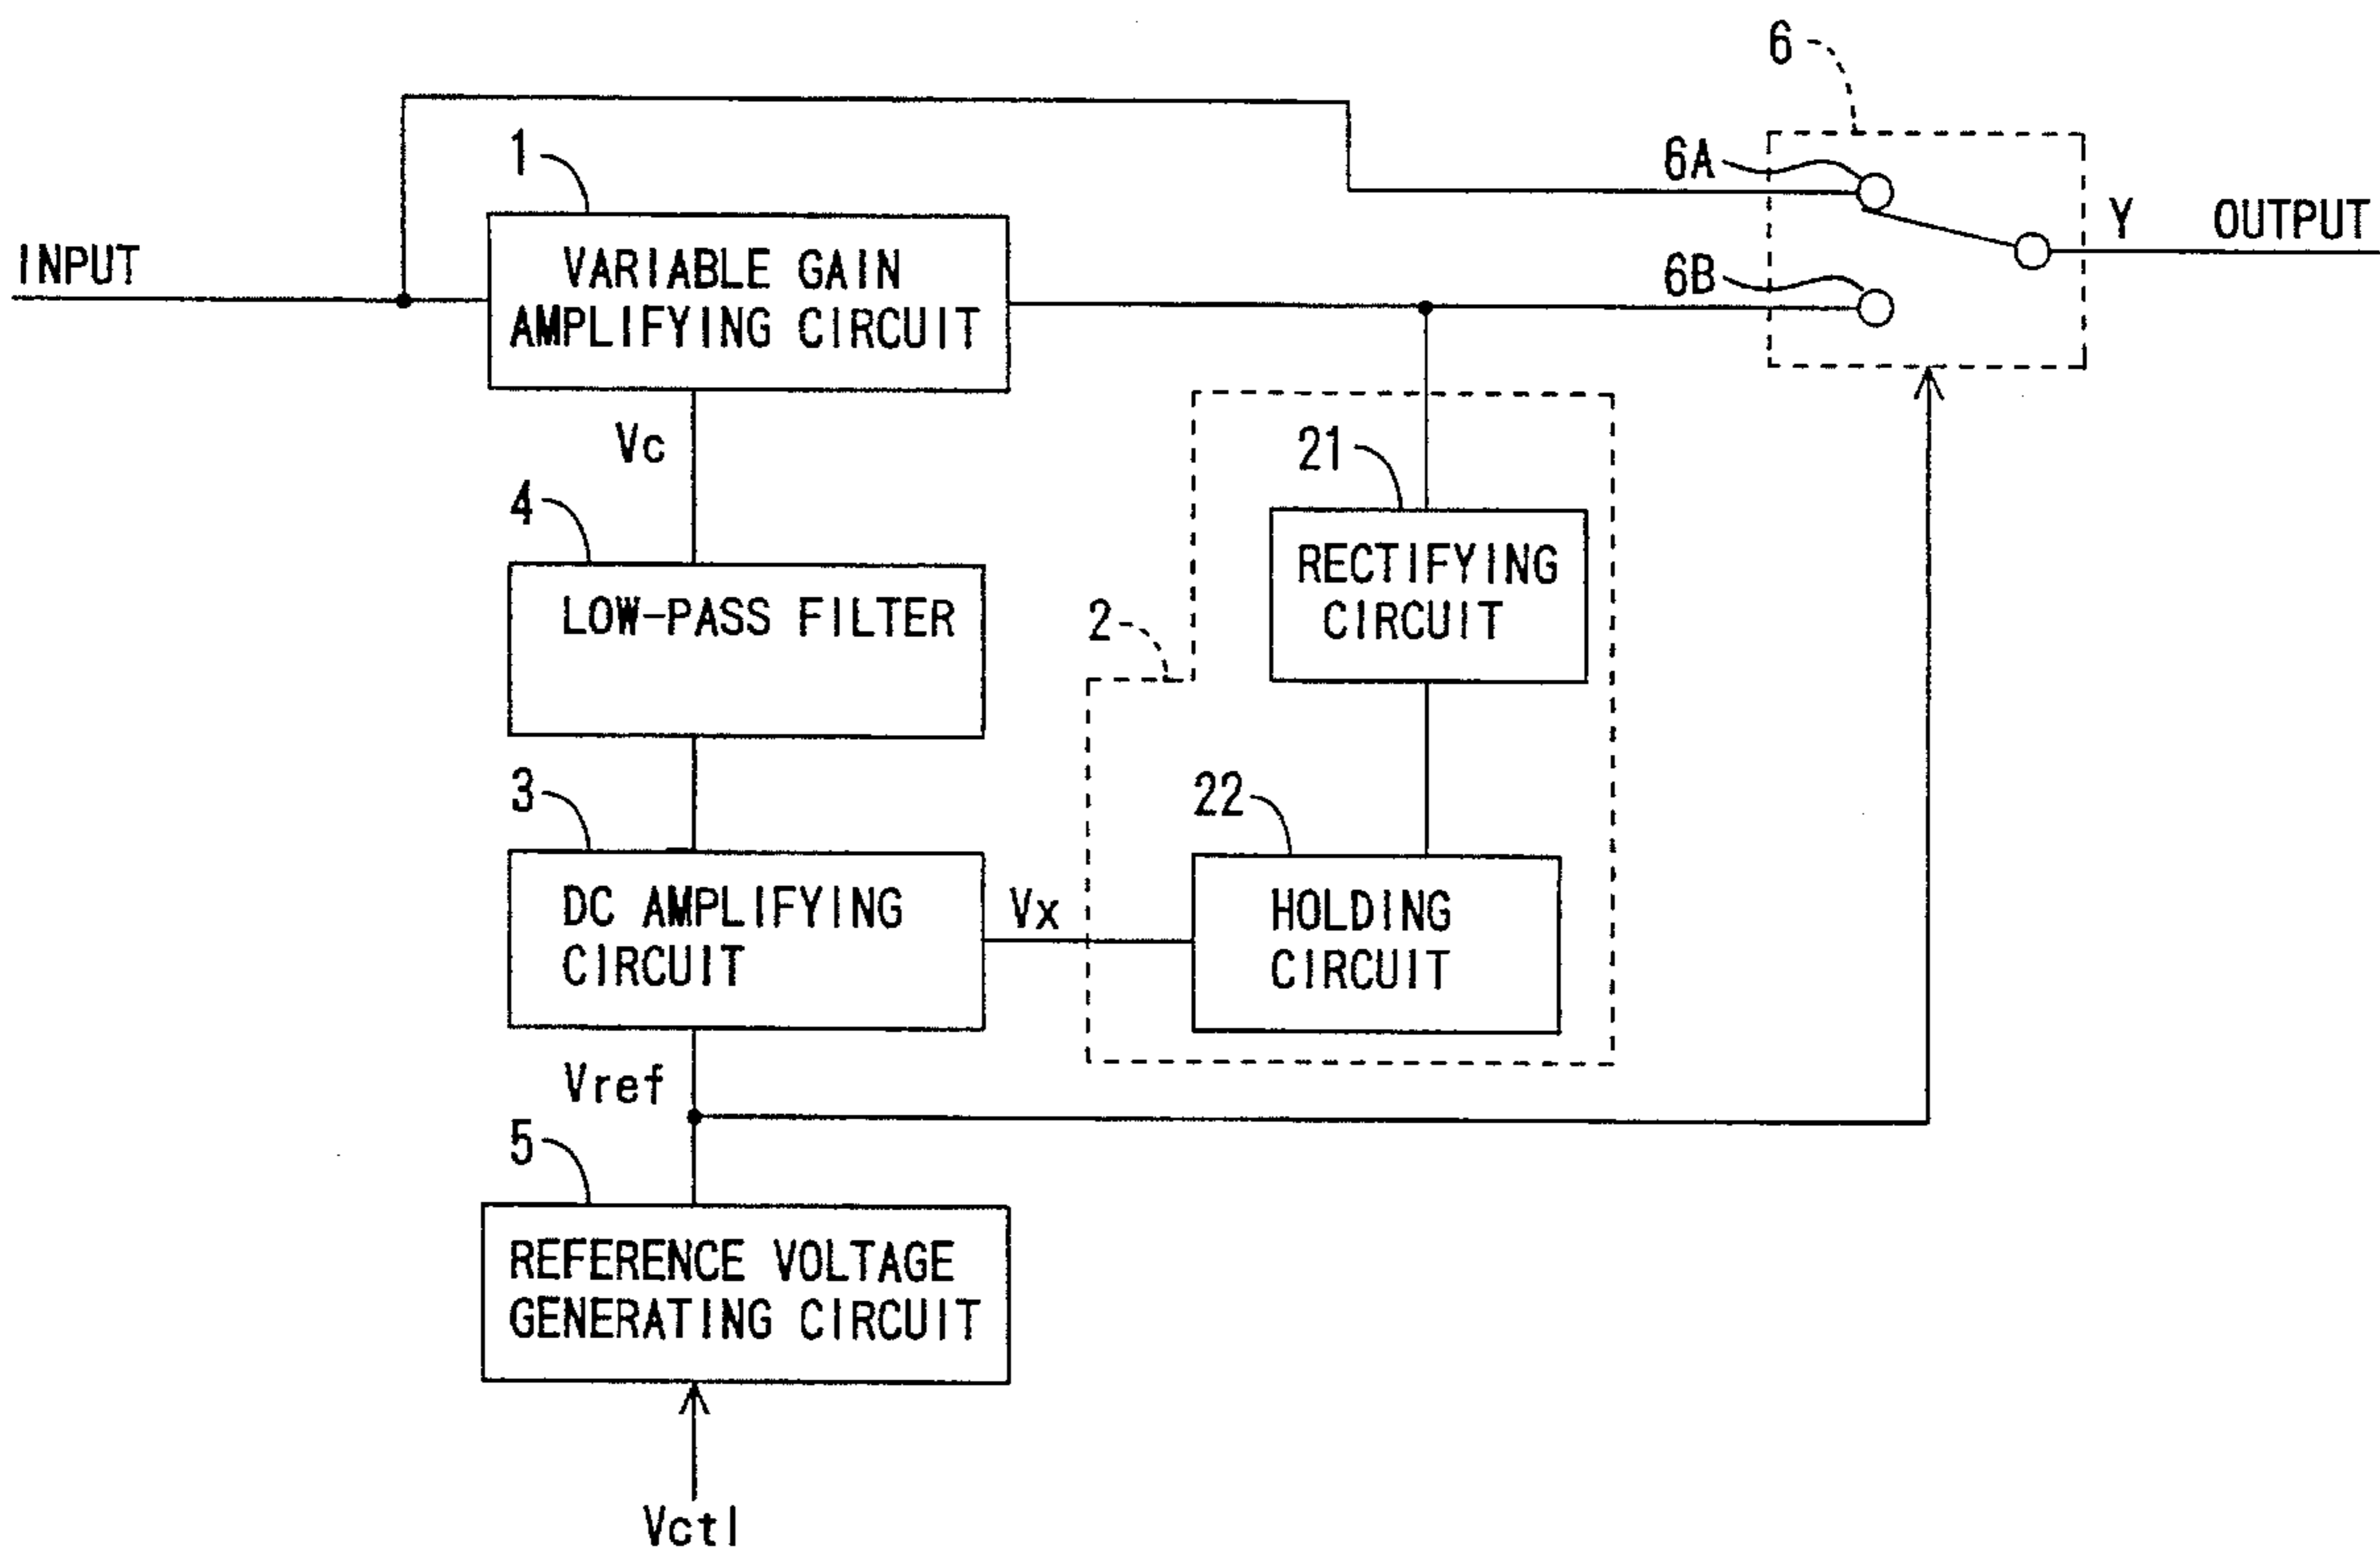 6
1
6A
Y
OUTPUT
INPUT
VARIABLE GAIN
AMPLIFYING CIRCUIT
6B
Vc
21
4
RECTIFYING
CIRCUIT
LOW-PASS FILTER
2
3
22
DC AMPLIFYING
CIRCUIT
Vx
HOLDING
CIRCUIT
Vref
5
REFERENCE VOLTAGE
GENERATING CIRCUIT
Vctl